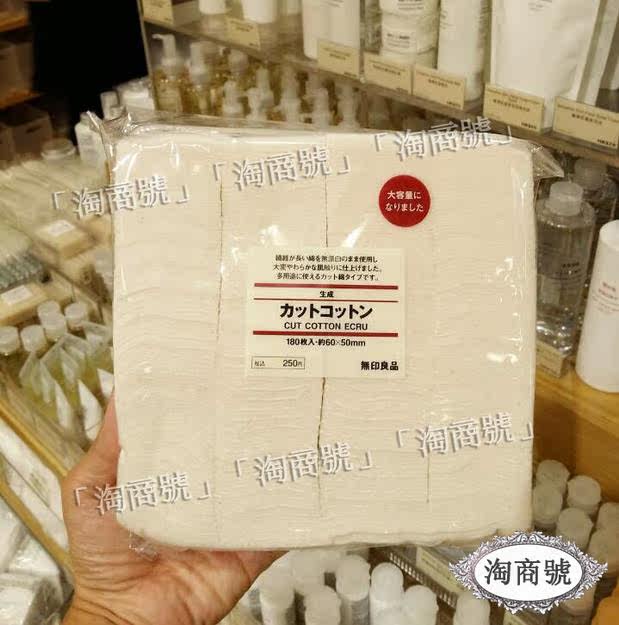 「淘商號」
「淘商號」
「淘商號」
大容量に
なりました
繊維が長い綿を無漂白のまま使用し
大変やわらかな肌触りに仕上げました。
多用途に使えるカット綿タイプです。
生成
カットコットン
CUT COTTON ECRU
180枚入・約60×50mm
税込 250円
無印良品
「淘商號」
「淘商號」
「淘商號」
淘商號